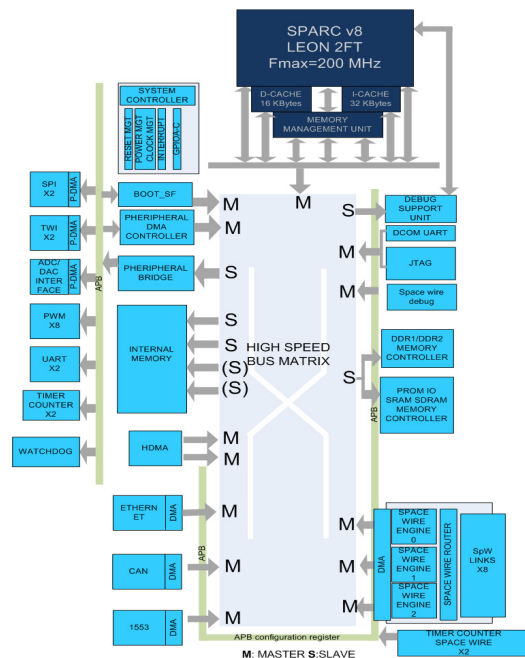 SPARC v8
LEON 2FT
Fmax=200 MHz
D-CACHE
16 KBytes
I-CACHE
32 KBytes
MEMORY
MANAGEMENT UNIT
SYSTEM
CONTROLLER
RESET MGT
POWER MGT
CLOCK MGT
INTERRUPT
GPIOA-C
SPI
X2
P-DMA
BOOT_SF
M
M
S
DEBUG
SUPPORT
UNIT
TWI
X2
P-DMA
PHERIPHERAL
DMA
CONTROLLER
M
M
DCOM UART
JTAG
ADC/
DAC
INTER
FACE
P-DMA
APB
PHERIPHERAL
BRIDGE
S
M
Space wire
debug
PWM
X8
UART
X2
TIMER
COUNTER
X2
WATCHDOG
INTERNAL
MEMORY
S
S
(S)
(S)
HIGH SPEED
BUS MATRIX
S
APB
DDR1/DDR2
MEMORY
CONTROLLER
PROM IO
SRAM SDRAM
MEMORY
CONTROLLER
HDMA
M
M
ETHERN
ET
DMA
M
APB
CAN
DMA
M
1553
DMA
M
M
M
M
DMA
SPACE
WIRE
ENGINE
0
SPACE
WIRE
ENGINE
1
SPACE
WIRE
ENGINE
2
SPACE WIRE ROUTER
SpW
LINKS
X8
APB configuration register
TIMER COUNTER
SPACE WIRE
X2
M: MASTER S:SLAVE